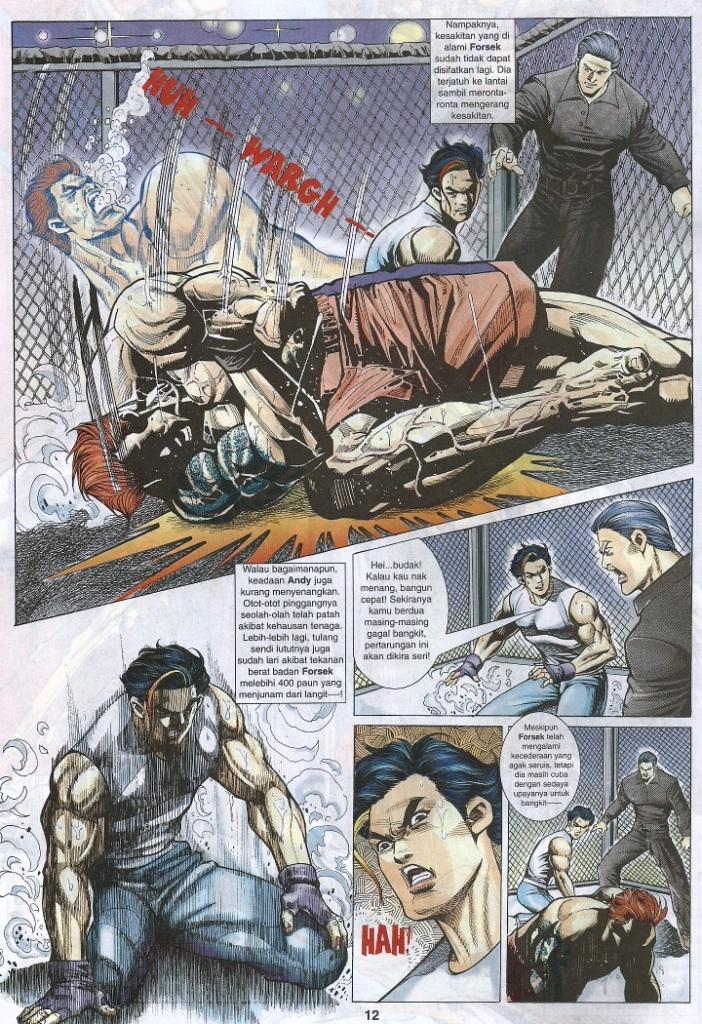 Nampaknya,
kesakitan yang di
alami Forsek
sudah tidak dapat
disifatkan lagi. Dia
terjatuh ke lantai
sambil meronta-
ronta mengerang
kesakitan.
HUH --- WARGH ---
Walau bagaimanapun,
keadaan Andy juga
kurang menyenangkan.
Otot-otot pinggangnya
seolah-olah telah patah
akibat kehausan tenaga.
Lebih-lebih lagi, tulang
sendi lututnya juga
sudah lari akibat tekanan
berat badan Forsek
melebihi 400 paun yang
menjunam dari langit—!
Hei...budak!
Kalau kau nak
menang, bangun
cepat! Sekiranya
kamu berdua
masing-masing
gagal bangkit,
pertarungan ini
akan dikira seri!
HAH!
Meskipun
Forsek telah
mengalami
kecederaan yang
agak seruis, tetapi
dia masih cuba
dengan sedaya
upayanya untuk
bangkit—
12